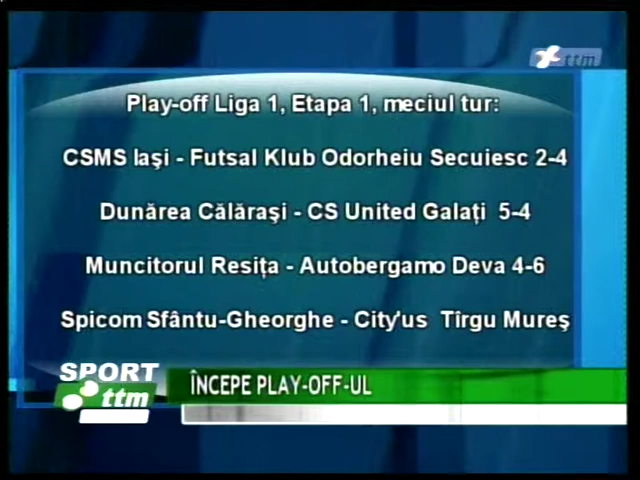 ttm
Play-off Liga 1, Etapa 1, meciul tur:
CSMS Iaşi - Futsal Klub Odorheiu Secuiesc 2-4
Dunărea Călăraşi - CS United Galaţi 5-4
Muncitorul Resiţa - Autobergamo Deva 4-6
Spicom Sfântu-Gheorghe - City'us Tîrgu Mureş
SPORT
ttm
ÎNCEPE PLAY-OFF-UL